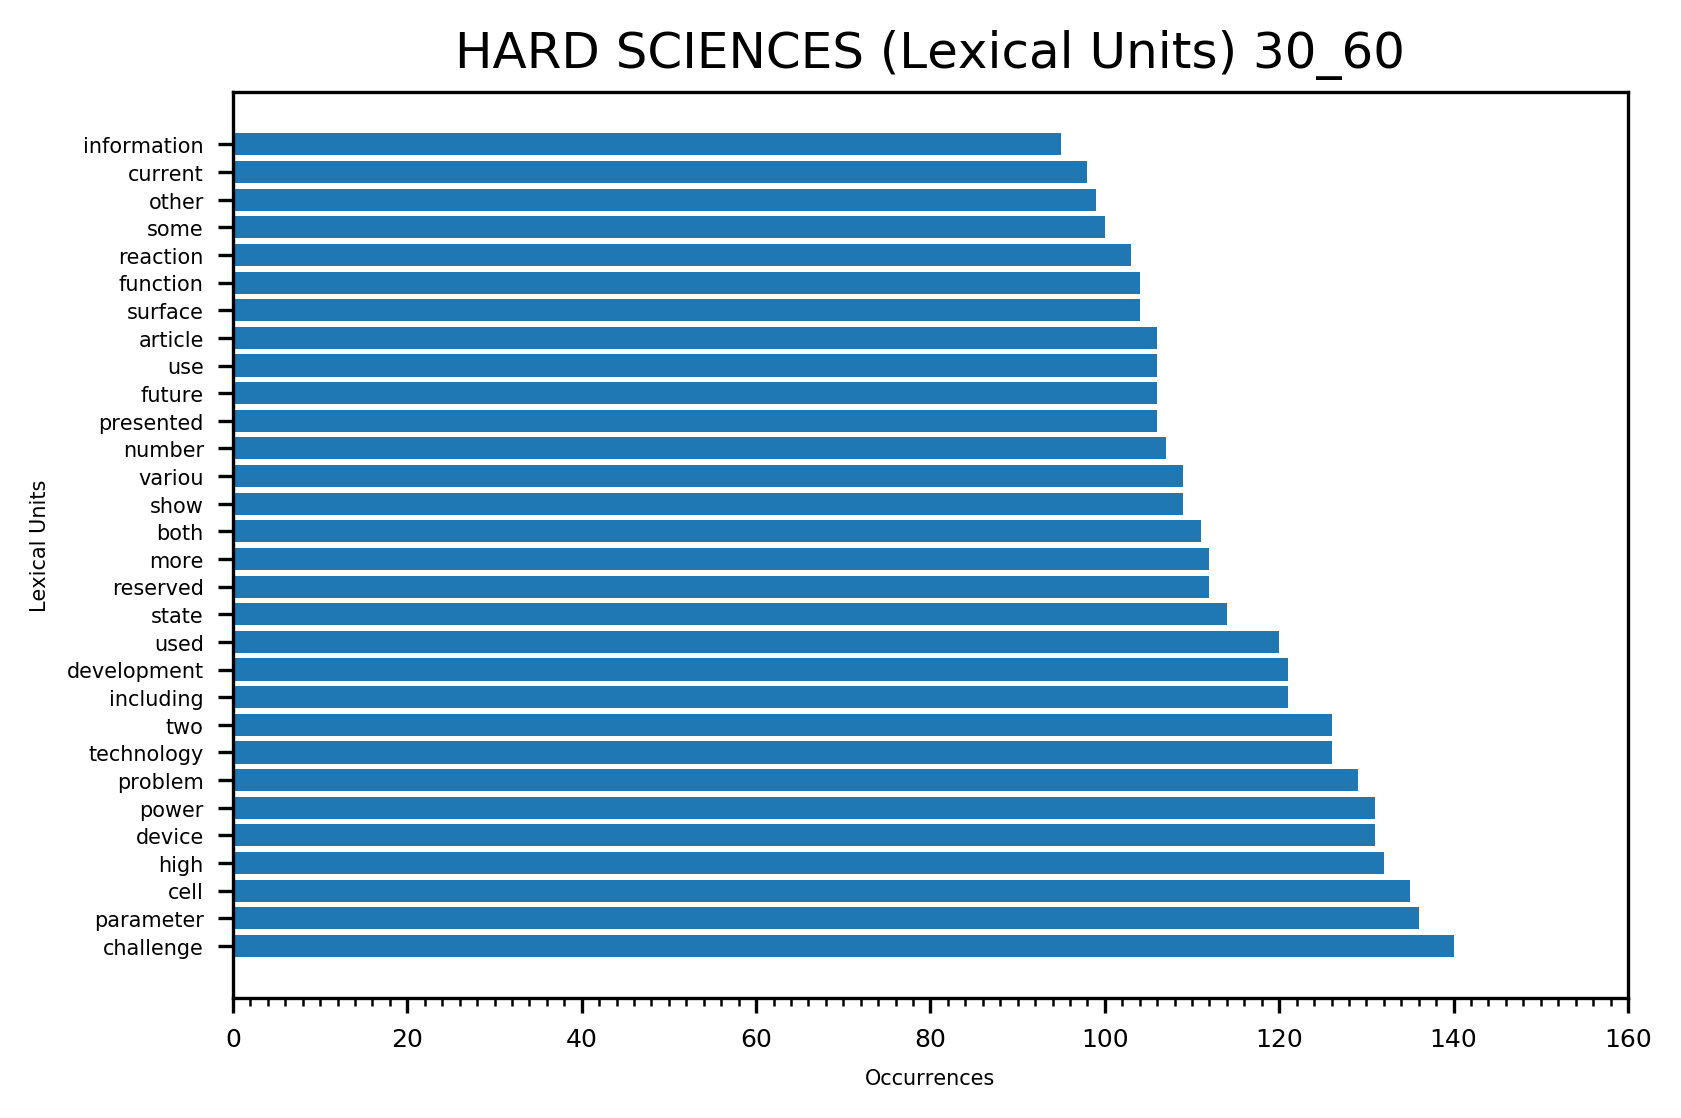 HARD SCIENCES (Lexical Units) 30_60
information
current
other
some
reaction
function
surface
article
use
future
presented
number
variou
show
both
more
reserved
state
used
development
including
two
technology
problem
power
device
high
cell
parameter
challenge
Lexical Units
0 20 40 60 80 100 120 140 160
Occurrences